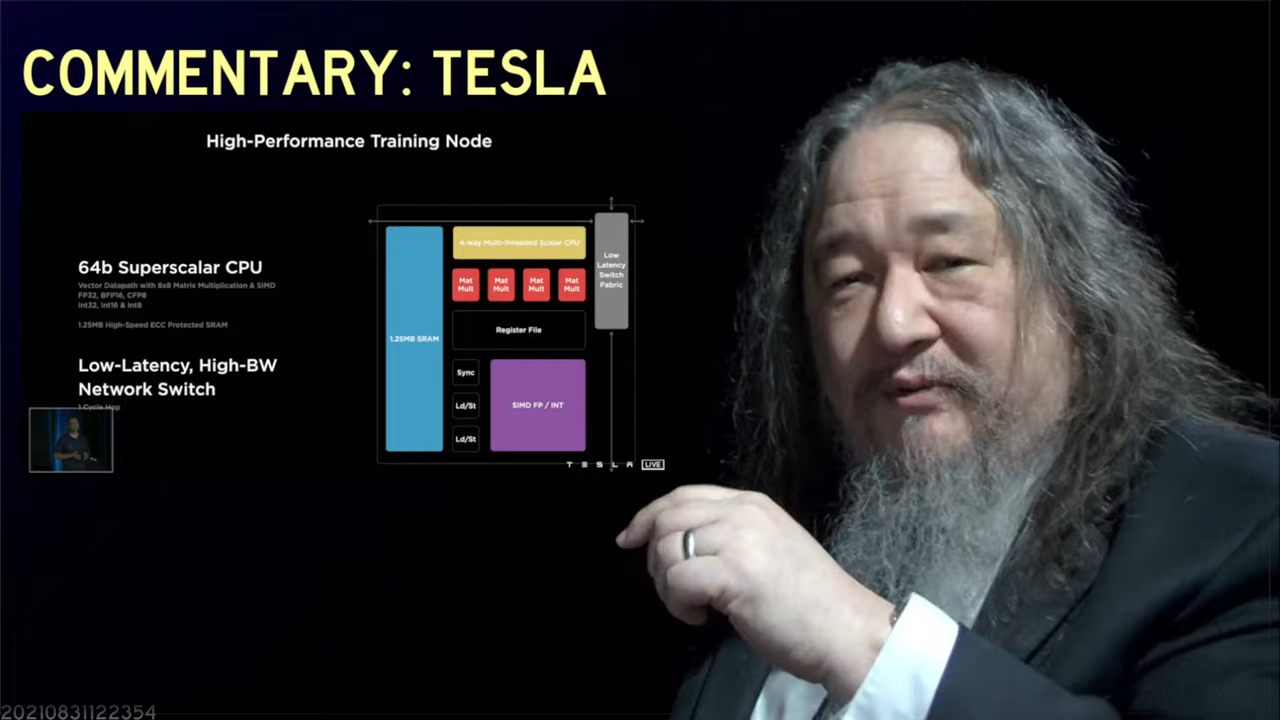 COMMENTARY: TESLA
High-Performance Training Node
64b Superscalar CPU
Vector Datapath with 8x8 Matrix Multiplication & SIMD
FP32, BFP16, CFP8
Int32, Int16 & Int8
1.25MB High-Speed ECC Protected SRAM
Low-Latency, High-BW
Network Switch
1 Cycle Hop
1.25MB SRAM
4-way Multi-threaded Scalar CPU
Mat
Mult
Mat
Mult
Mat
Mult
Mat
Mult
Register File
Sync
Ld/St
Ld/St
SIMD FP / INT
Low
Latency
Switch
Fabric
TESLA LIVE
20210831122354